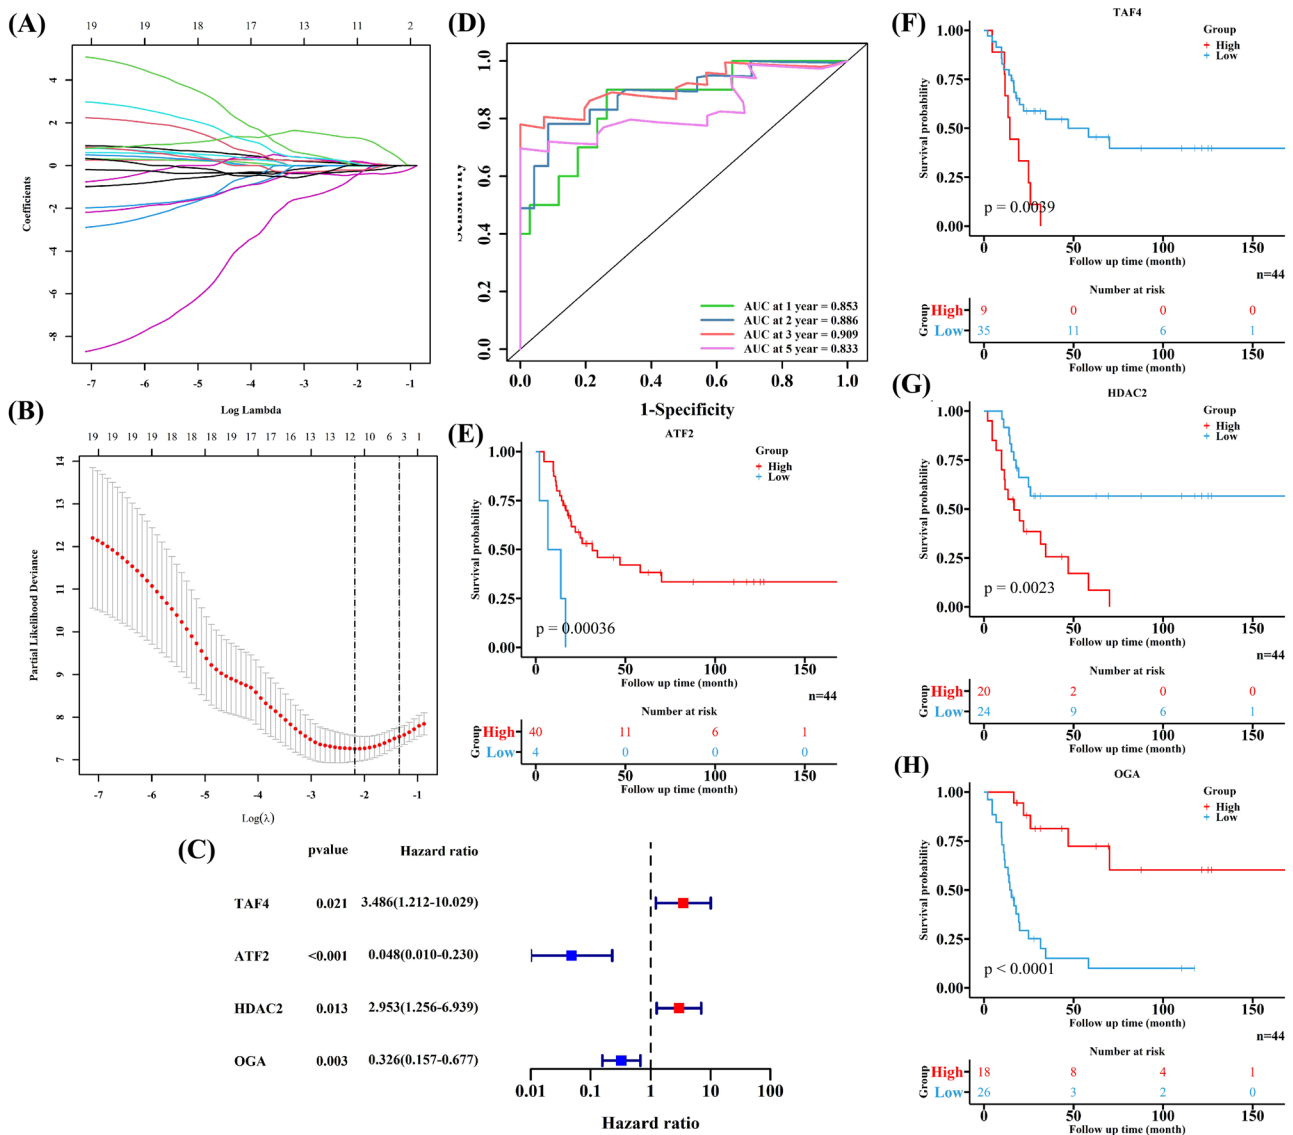 (A)
19 19 18 17 13 11 2
4
2
0
-2
-4
-6
-8
Coefficients
-7 -6 -5 -4 -3 -2 -1
Log Lambda
(B)
19 19 19 19 18 18 18 19 17 17 16 13 13 12 10 6 3 1
14
13
12
11
10
9
8
7
Partial Likelihood Deviance
-7 -6 -5 -4 -3 -2 -1
Log(λ)
(C)
pvalue Hazard ratio
TAF4 0.021 3.486(1.212-10.029)
ATF2 <0.001 0.048(0.010-0.230)
HDAC2 0.013 2.953(1.256-6.939)
OGA 0.003 0.326(0.157-0.677)
0.01 0.1 1 10 100
Hazard ratio
(D)
1.0
0.8
0.6
0.4
0.2
0.0
Sensitivity
AUC at 1 year = 0.853
AUC at 2 year = 0.886
AUC at 3 year = 0.909
AUC at 5 year = 0.833
0.0 0.2 0.4 0.6 0.8 1.0
1-Specificity
(E)
ATF2
Group
High
Low
1.00
0.75
0.50
0.25
0.00
Survival probability
p = 0.00036
0 50 100 150
Follow up time (month)
n=44
Number at risk
Group
High 40 11 6 1
Low 4 0 0 0
0 50 100 150
Follow up time (month)
(F)
TAF4
Group
High
Low
1.00
0.75
0.50
0.25
0.00
Survival probability
p = 0.0039
0 50 100 150
Follow up time (month)
n=44
Number at risk
Group
High 9 0 0 0
Low 35 11 6 1
0 50 100 150
Follow up time (month)
(G)
HDAC2
Group
High
Low
1.00
0.75
0.50
0.25
0.00
Survival probability
p = 0.0023
0 50 100 150
Follow up time (month)
n=44
Number at risk
Group
High 20 2 0 0
Low 24 9 6 1
0 50 100 150
Follow up time (month)
(H)
OGA
Group
High
Low
1.00
0.75
0.50
0.25
0.00
Survival probability
p < 0.0001
0 50 100 150
Follow up time (month)
n=44
Number at risk
Group
High 18 8 4 1
Low 26 3 2 0
0 50 100 150
Follow up time (month)